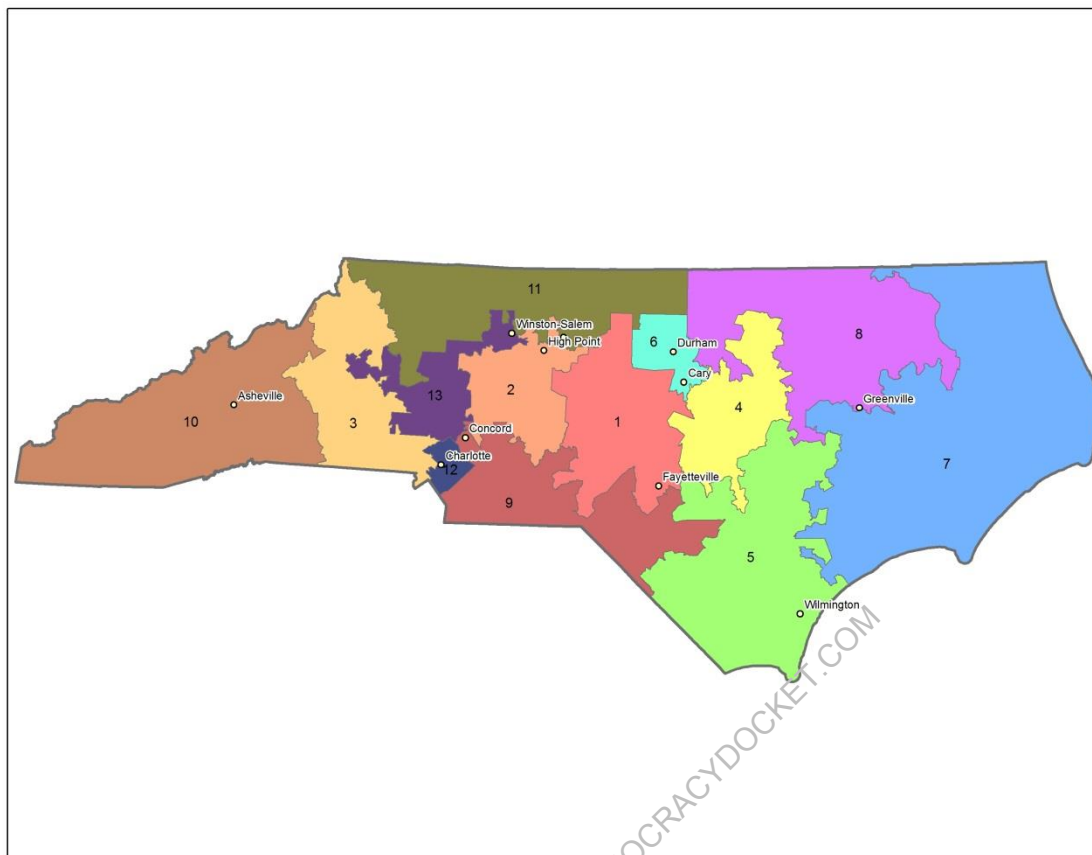 11
Winston-Salem
High Point
6
Durham
8
Cary
13
2
4
Asheville
10
3
1
Greenville
Concord
7
Charlotte
12
Fayetteville
9
5
Wilmington
OCRACYDOCKET.COM